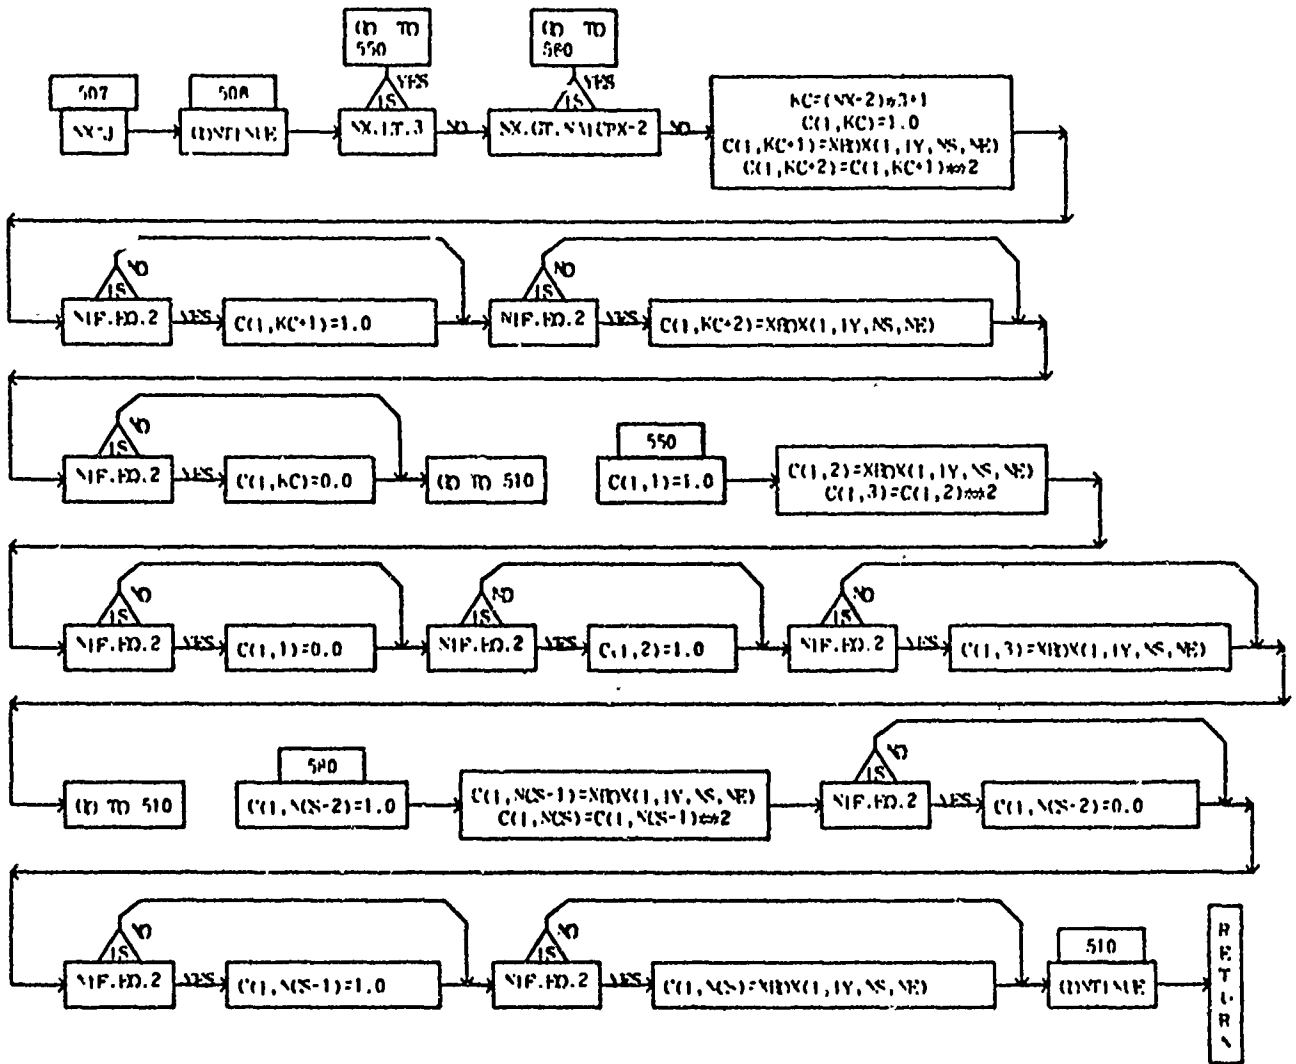 GO TO
550
GO TO
580
507
508
YES
YES
IS
IS
NX=J
CONTINUE
NX.LT.3
NO
NO
KC=(NX-2)*3+1
C(I,KC)=1.0
C(I,KC+1)=XBOX(I,IY,NS,NE)
C(I,KC+2)=C(I,KC+1)**2
NO
IS
NO
IS
NIF.EQ.2
YES
C(I,KC+1)=1.0
NIF.EQ.2
YES
C(I,KC+2)=XBOX(I,IY,NS,NE)
NO
IS
550
NIF.EQ.2
YES
C(I,KC)=0.0
GO TO 510
C(I,1)=1.0
C(I,2)=XBOX(I,IY,NS,NE)
C(I,3)=C(I,2)**2
NO
IS
NO
IS
NO
IS
NIF.EQ.2
YES
C(I,1)=0.0
NIF.EQ.2
YES
C(I,2)=1.0
NIF.EQ.2
YES
C(I,3)=XBOX(I,IY,NS,NE)
580
NO
IS
GO TO 510
C(I,NCS-2)=1.0
C(I,NCS-1)=XBOX(I,IY,NS,NE)
C(I,NCS)=C(I,NCS-1)**2
NIF.EQ.2
YES
C(I,NCS-2)=0.0
NO
IS
NO
IS
510
NIF.EQ.2
YES
C(I,NCS-1)=1.0
NIF.EQ.2
YES
C(I,NCS)=XBOX(I,IY,NS,NE)
CONTINUE
RETURN